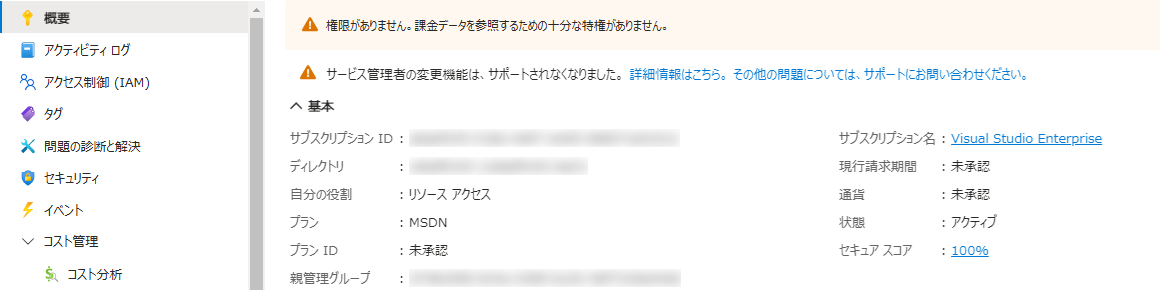 概要
アクティビティ ログ
アクセス制御 (IAM)
タグ
問題の診断と解決
セキュリティ
イベント
コスト管理
コスト分析
権限がありません。課金データを参照するための十分な特権がありません。
サービス管理者の変更機能は、サポートされなくなりました。 詳細情報はこちら。 その他の問題については、サポートにお問い合わせください。
基本
サブスクリプション ID :
ディレクトリ :
自分の役割 : リソース アクセス
プラン : MSDN
プラン ID : 未承認
親管理グループ :
サブスクリプション名 : Visual Studio Enterprise
現行請求期間 : 未承認
通貨 : 未承認
状態 : アクティブ
セキュア スコア : 100%